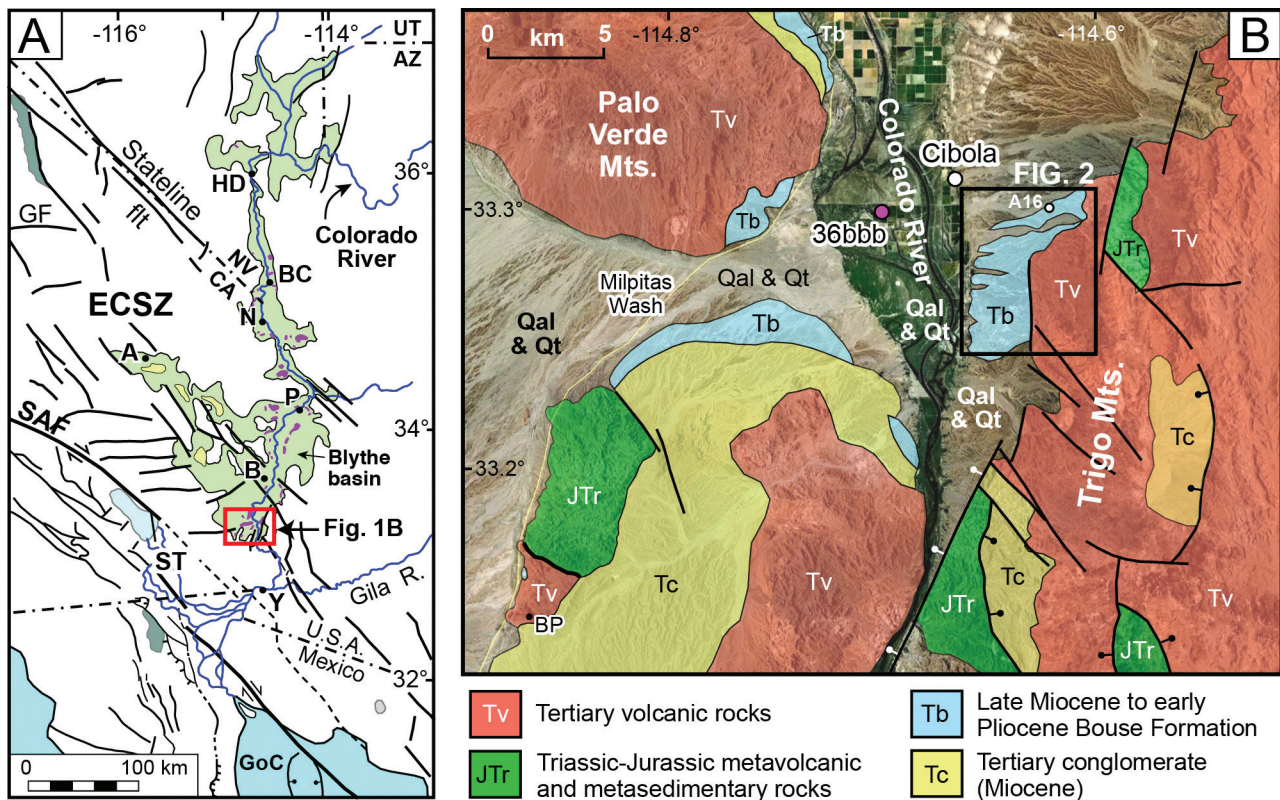 A
-116°
-114°
UT
AZ
36°
HD
Stateline
flt
GF
Colorado
River
NV
CA
BC
ECSZ
N
A
P
SAF
34°
Blythe
basin
B
Fig. 1B
ST
Gila R.
Y
U.S.A.
Mexico
32°
GoC
0 100 km
B
0 km 5
-114.8°
-114.6°
Tb
Palo
Verde
Mts.
Tv
Colorado River
Cibola
FIG. 2
A16
33.3°
Tb
36bbb
JTr
Tv
Milpitas
Wash
Qal & Qt
Qal
& Qt
Tb
Qal
& Qt
Tb
Tv
Trigo Mts.
Qal
& Qt
Tc
33.2°
JTr
Tv
BP
Tc
Tv
JTr
Tc
JTr
Tv
Tv Tertiary volcanic rocks
JTr Triassic-Jurassic metavolcanic
and metasedimentary rocks
Tb Late Miocene to early
Pliocene Bouse Formation
Tc Tertiary conglomerate
(Miocene)